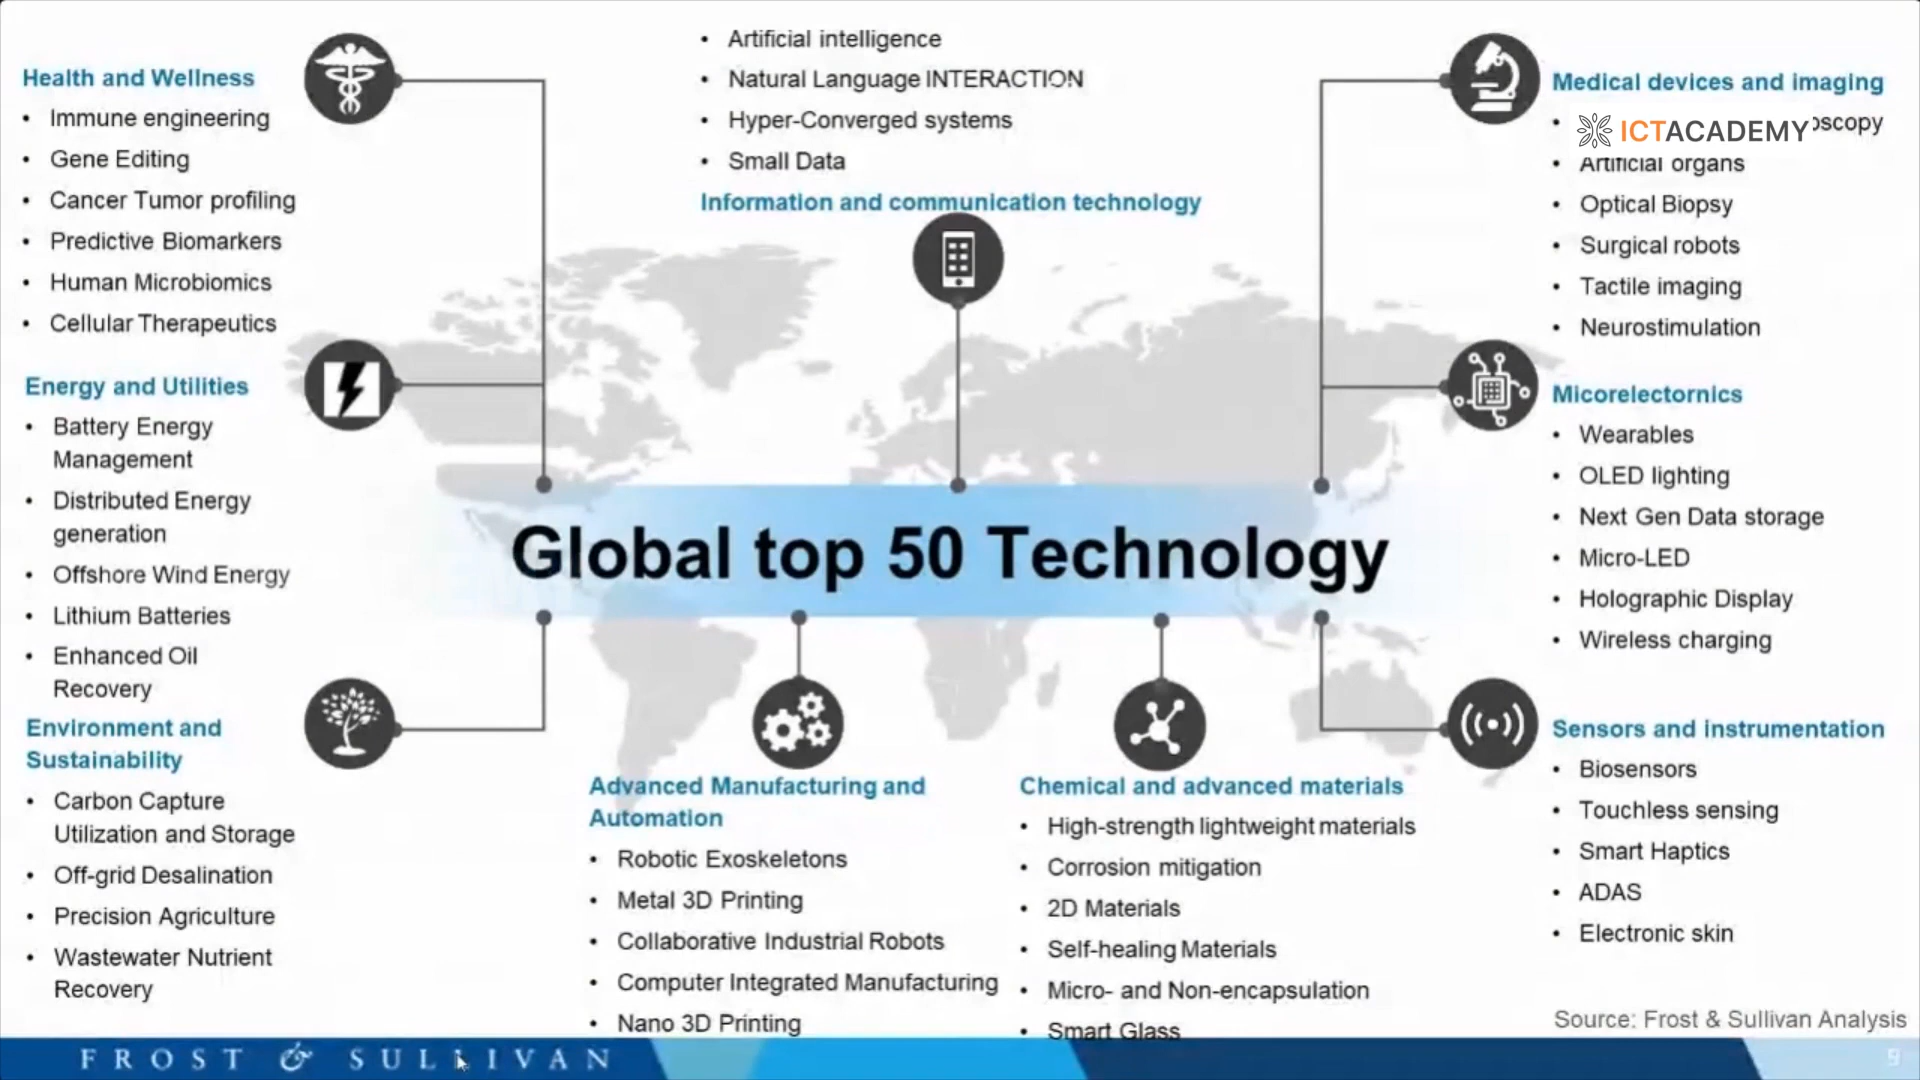 Health and Wellness
• Immune engineering
• Gene Editing
• Cancer Tumor profiling
• Predictive Biomarkers
• Human Microbiomics
• Cellular Therapeutics
Energy and Utilities
• Battery Energy
Management
• Distributed Energy
generation
• Offshore Wind Energy
• Lithium Batteries
• Enhanced Oil
Recovery
Environment and
Sustainability
• Carbon Capture
Utilization and Storage
• Off-grid Desalination
• Precision Agriculture
• Wastewater Nutrient
Recovery
• Artificial intelligence
• Natural Language INTERACTION
• Hyper-Converged systems
• Small Data
Information and communication technology
Global top 50 Technology
Advanced Manufacturing and
Automation
• Robotic Exoskeletons
• Metal 3D Printing
• Collaborative Industrial Robots
• Computer Integrated Manufacturing
• Nano 3D Printing
Chemical and advanced materials
• High-strength lightweight materials
• Corrosion mitigation
• 2D Materials
• Self-healing Materials
• Micro- and Non-encapsulation
• Smart Glass
Medical devices and imaging
ICTACADEMY
• Artificial organs
• Optical Biopsy
• Surgical robots
• Tactile imaging
• Neurostimulation
Micorelectornics
• Wearables
• OLED lighting
• Next Gen Data storage
• Micro-LED
• Holographic Display
• Wireless charging
Sensors and instrumentation
• Biosensors
• Touchless sensing
• Smart Haptics
• ADAS
• Electronic skin
Source: Frost & Sullivan Analysis
FROST & SULLIVAN